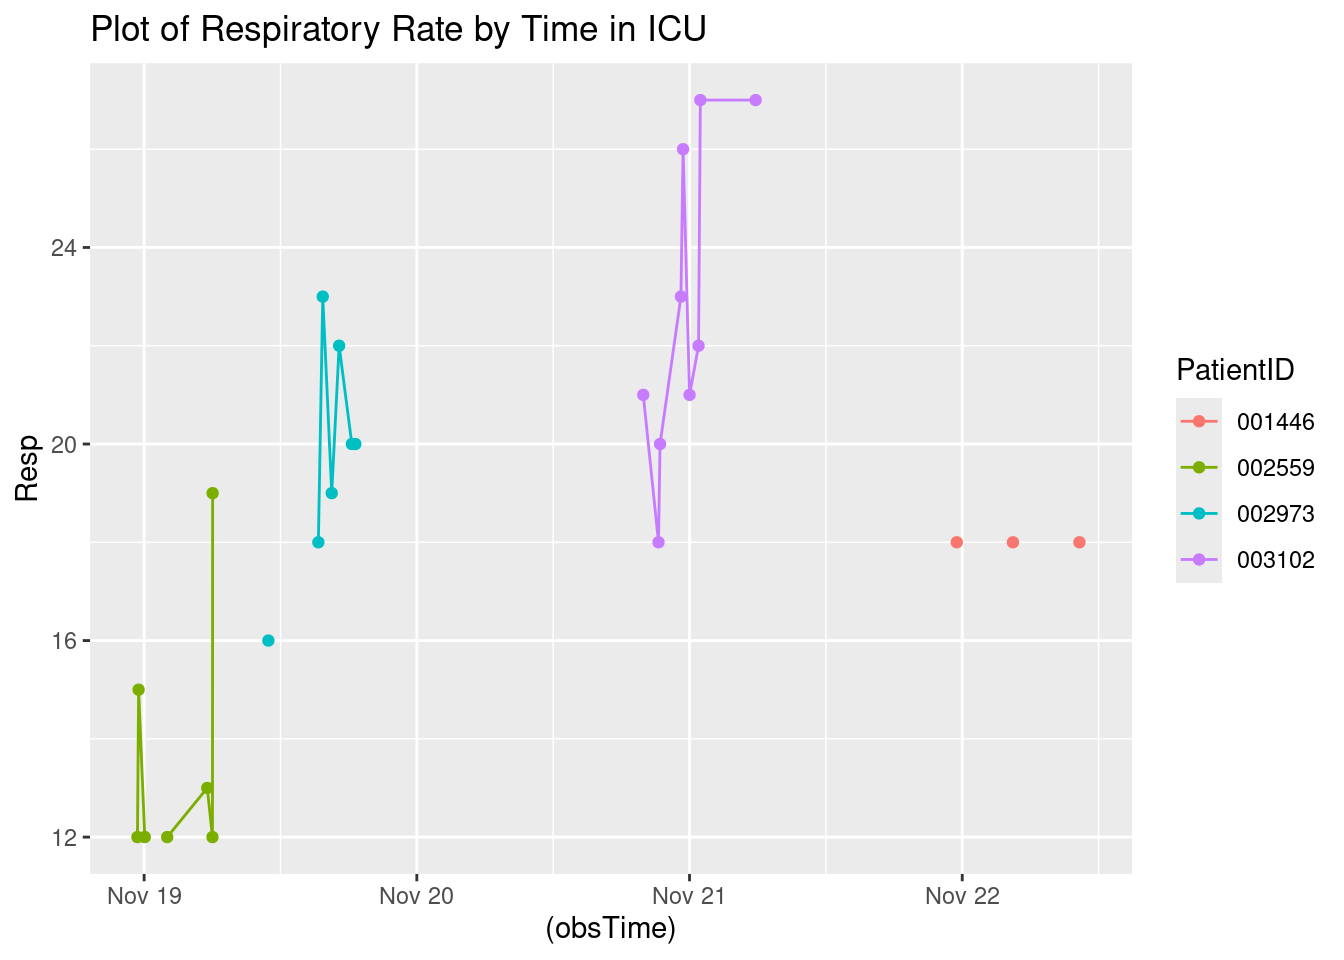 Plot of Respiratory Rate by Time in ICU
Resp
24
20
16
12
Nov 19
Nov 20
Nov 21
Nov 22
(obsTime)
PatientID
001446
002559
002973
003102